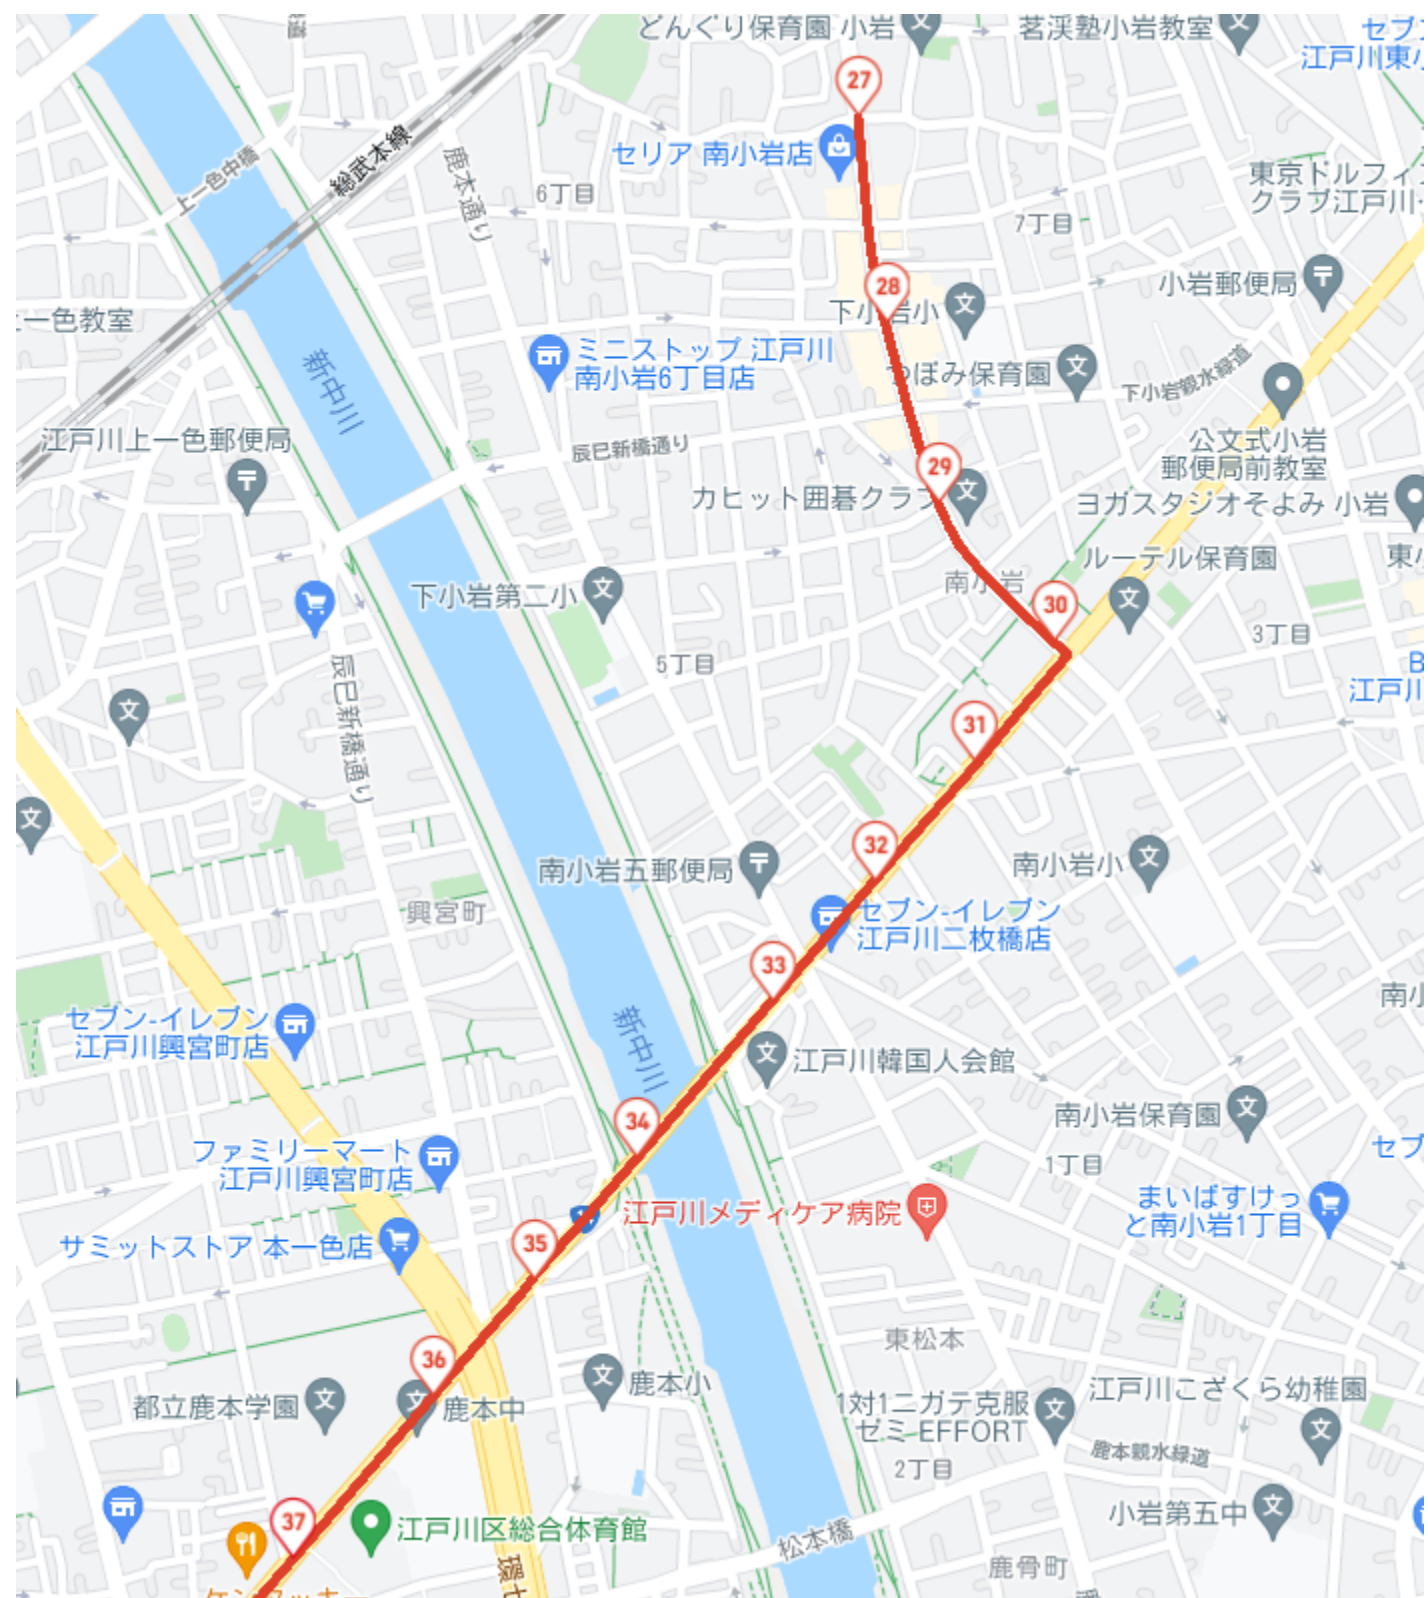 どんぐり保育園 小岩
茗渓塾小岩教室
セブ
江戸川東小
27
セリア 南小岩店
総武本線
上一色中橋
鹿本通り
6丁目
東京ドルフィ
クラブ江戸川
7丁目
小岩郵便局
28
下小岩小
一色教室
新中川
ミニストップ 江戸川
南小岩6丁目店
つぼみ保育園
下小岩親水緑道
江戸川上一色郵便局
辰巳新橋通り
公文式小岩
郵便局前教室
29
カヒット囲碁クラブ
ヨガスタジオそよみ 小岩
ルーテル保育園
東小
南小岩
下小岩第二小
30
3丁目
5丁目
辰巳新橋通り
B
江戸川
31
32
南小岩五郵便局
南小岩小
興宮町
セブン-イレブン
江戸川二枚橋店
33
南小
セブン-イレブン
江戸川興宮町店
新中川
江戸川韓国人会館
南小岩保育園
34
ファミリーマート
江戸川興宮町店
1丁目
セブ
江戸川メディケア病院
まいばすけっ
と南小岩1丁目
サミットストア 本一色店
35
東松本
36
鹿本小
都立鹿本学園
鹿本中
1対1ニガテ克服
ゼミ EFFORT
江戸川こざくら幼稚園
鹿本親水緑道
2丁目
37
江戸川区総合体育館
松本橋
小岩第五中
鹿骨町